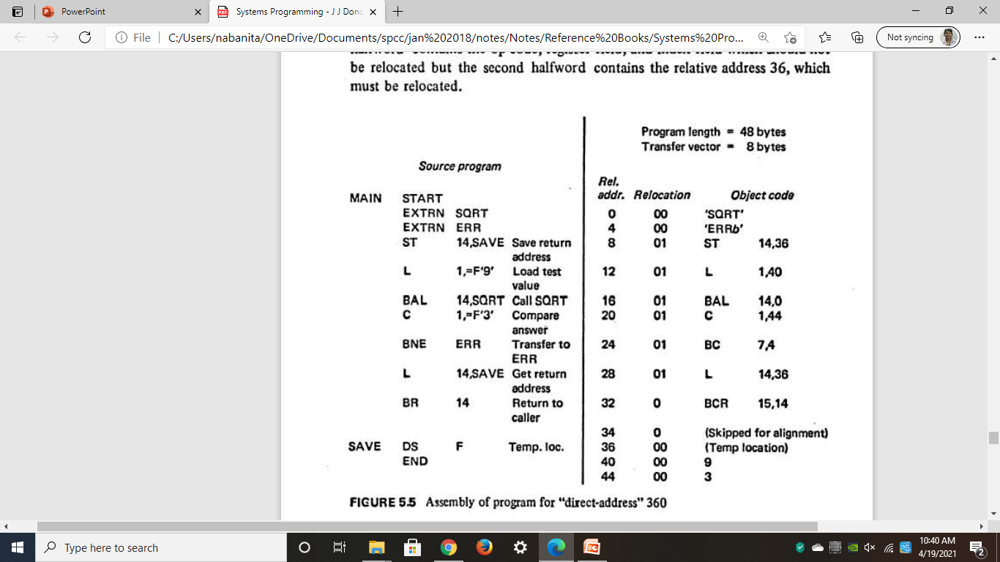 PowerPoint
Systems Programming - J J Donc
File
C:/Users/nabanita/OneDrive/Documents/spcc/jan%202018/notes/Notes/Reference%20Books/Systems%20Pro...
Not syncing
be relocated but the second halfword contains the relative address 36, which
must be relocated.
Program length = 48 bytes
Transfer vector = 8 bytes
Source program
Rel.
addr. Relocation Object code
MAIN START
EXTRN SQRT 0 00 'SQRT'
EXTRN ERR 4 00 'ERRb'
ST 14,SAVE Save return 8 01 ST 14,36
address
L 1,=F'9' Load test 12 01 L 1,40
value
BAL 14,SQRT Call SQRT 16 01 BAL 14,0
C 1,=F'3' Compare 20 01 C 1,44
answer
BNE ERR Transfer to 24 01 BC 7,4
ERR
L 14,SAVE Get return 28 01 L 14,36
address
BR 14 Return to 32 0 BCR 15,14
caller
34 0 (Skipped for alignment)
SAVE DS F Temp. loc. 36 00 (Temp location)
END 40 00 9
44 00 3
FIGURE 5.5 Assembly of program for "direct-address" 360
Type here to search
10:40 AM
4/19/2021
2